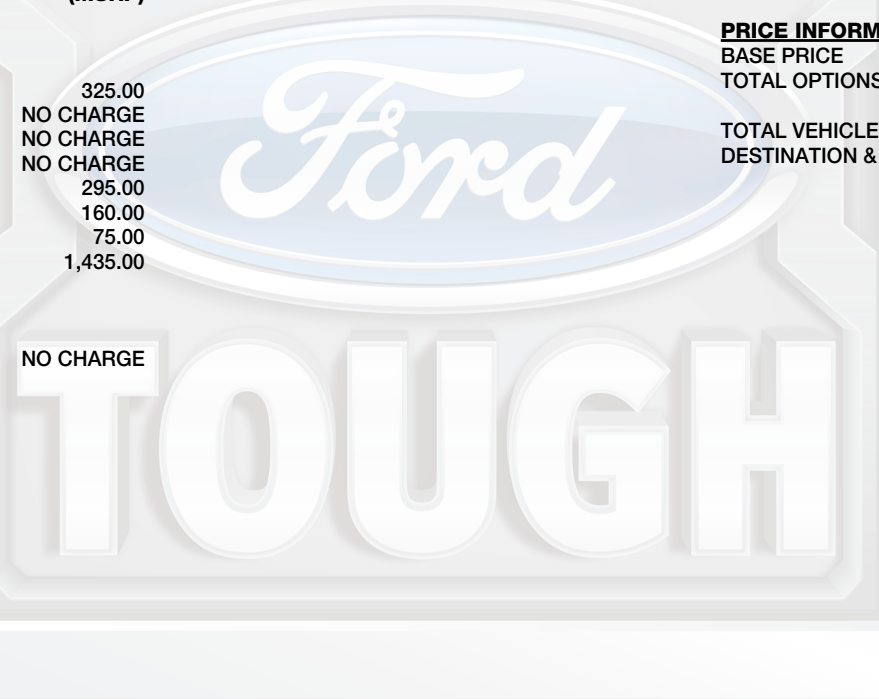 PRICE INFORM
BASE PRICE
TOTAL OPTIONS
TOTAL VEHICLE
DESTINATION &
325.00
NO CHARGE
NO CHARGE
NO CHARGE
295.00
160.00
75.00
1,435.00
NO CHARGE
Ford
TOUGH